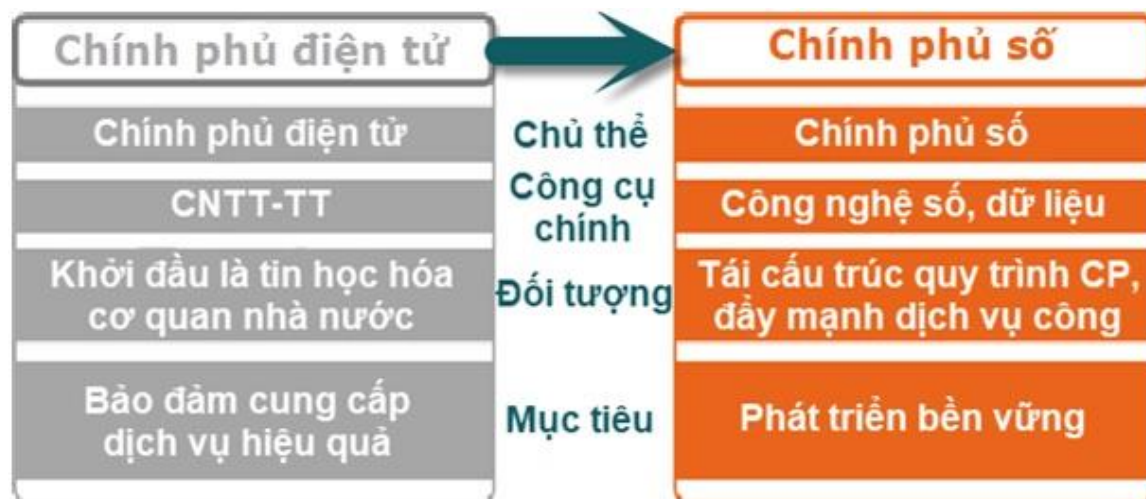 Chính phủ điện tử
Chính phủ số
Chính phủ điện tử
Chủ thể
Chính phủ số
CNTT-TT
Công cụ
chính
Công nghệ số, dữ liệu
Khởi đầu là tin học hóa
cơ quan nhà nước
Đối tượng
Tái cấu trúc quy trình CP,
đẩy mạnh dịch vụ công
Bảo đảm cung cấp
dịch vụ hiệu quả
Mục tiêu
Phát triển bền vững